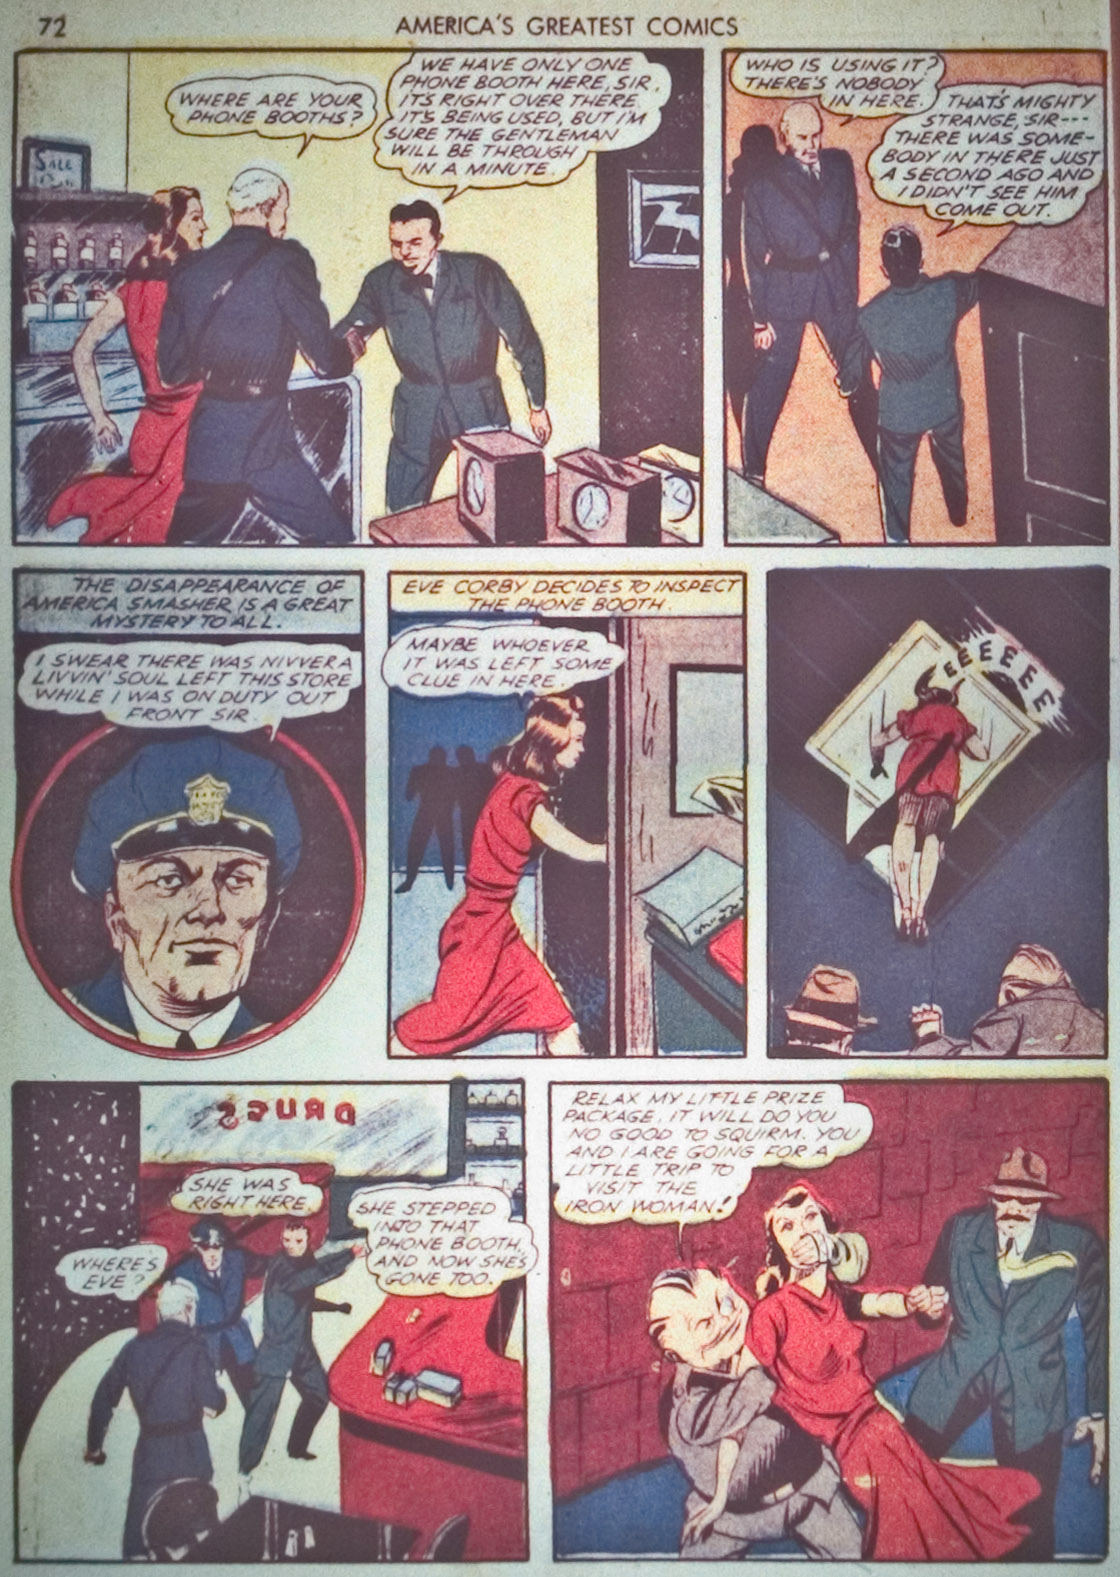 72
AMERICA'S GREATEST COMICS
WHERE ARE YOUR
PHONE BOOTHS?
WE HAVE ONLY ONE
PHONE BOOTH HERE, SIR.
IT'S RIGHT OVER THERE.
IT'S BEING USED, BUT I'M
SURE THE GENTLEMAN
WILL BE THROUGH
IN A MINUTE.
SALE
WHO IS USING IT?
THERE'S NOBODY
IN HERE.
THAT'S MIGHTY
STRANGE, SIR---
THERE WAS SOME-
BODY IN THERE JUST
A SECOND AGO AND
I DIDN'T SEE HIM
COME OUT.
THE DISAPPEARANCE OF
AMERICA SMASHER, IS A GREAT
MYSTERY TO ALL.
I SWEAR THERE WAS NIVVER A
LIVVIN' SOUL LEFT THIS STORE
WHILE I WAS ON DUTY OUT
FRONT SIR.
EVE CORBY DECIDES TO INSPECT
THE PHONE BOOTH.
MAYBE WHOEVER
IT WAS LEFT SOME
CLUE IN HERE.
EEEEEEE
DRUGS
SHE WAS
RIGHT HERE.
WHERE'S
EVE?
SHE STEPPED
INTO THAT
PHONE BOOTH,
AND NOW SHE'S
GONE TOO.
RELAX MY LITTLE PRIZE
PACKAGE, IT WILL DO YOU
NO GOOD TO SQUIRM. YOU
AND I ARE GOING FOR A
LITTLE TRIP TO
VISIT THE
IRON WOMAN!